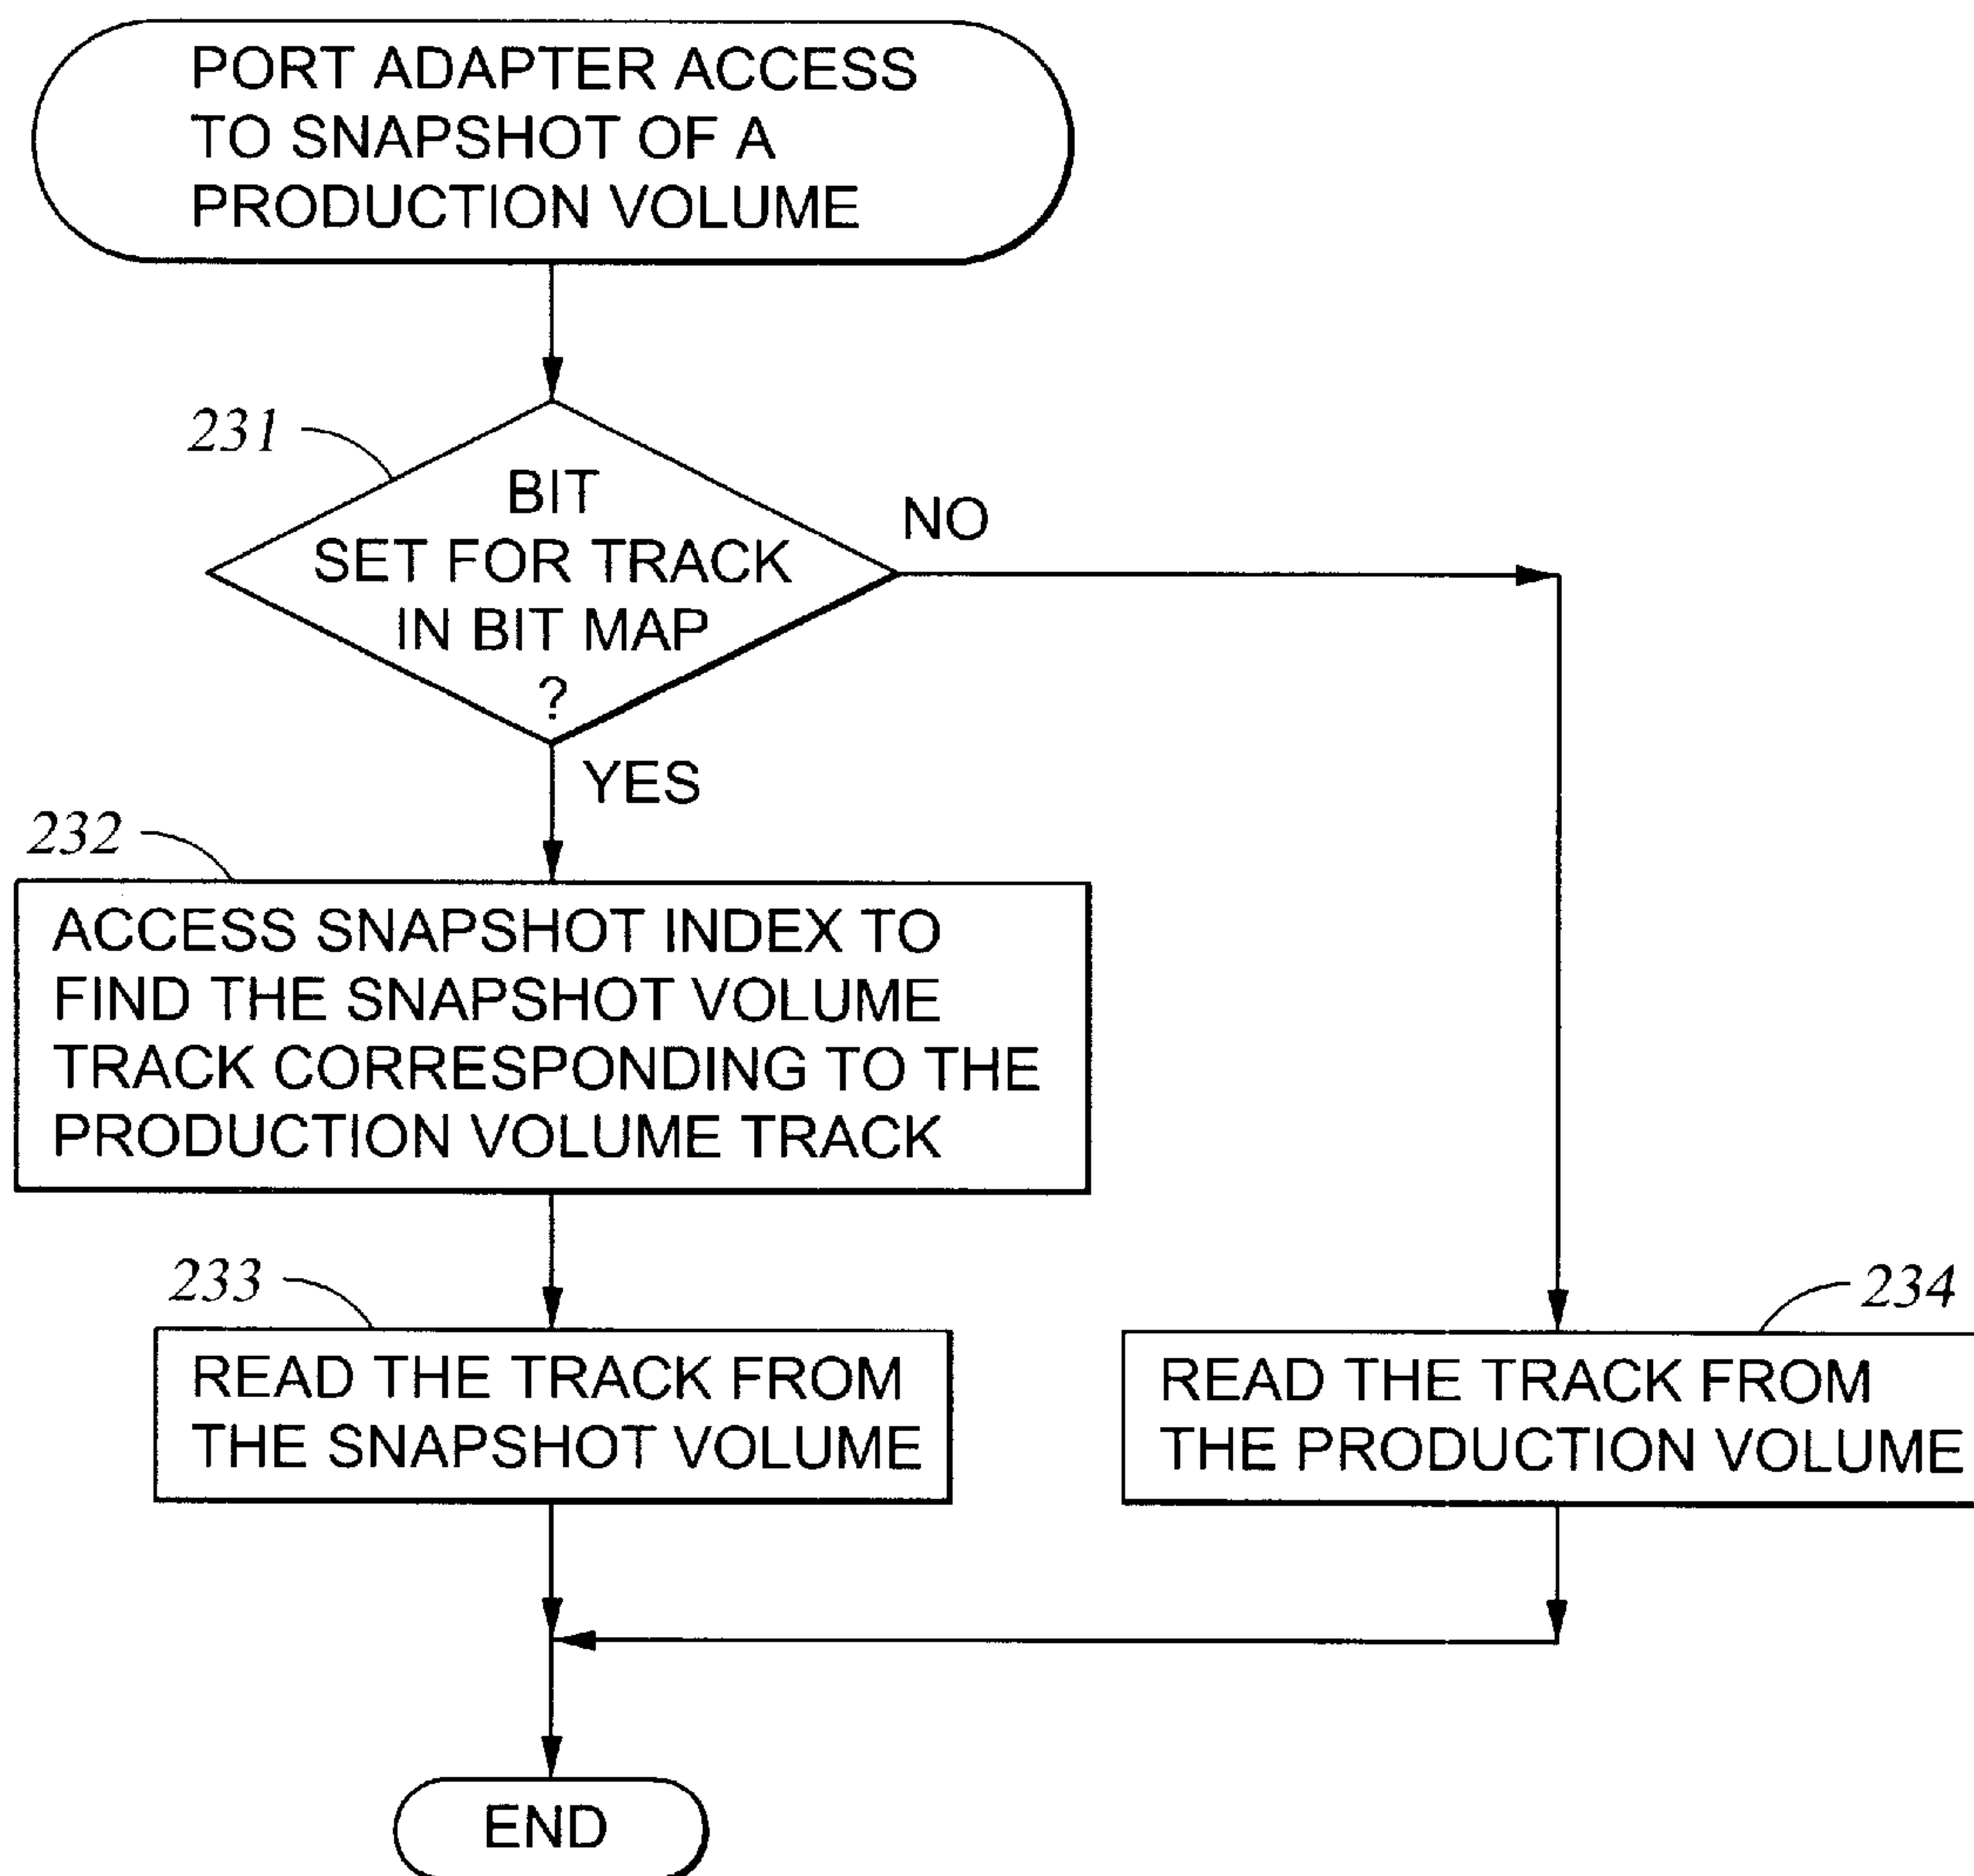 PORT ADAPTER ACCESS
TO SNAPSHOT OF A
PRODUCTION VOLUME
231
BIT
SET FOR TRACK
IN BIT MAP
?
NO
YES
232
ACCESS SNAPSHOT INDEX TO
FIND THE SNAPSHOT VOLUME
TRACK CORRESPONDING TO THE
PRODUCTION VOLUME TRACK
233
READ THE TRACK FROM
THE SNAPSHOT VOLUME
234
READ THE TRACK FROM
THE PRODUCTION VOLUME
END